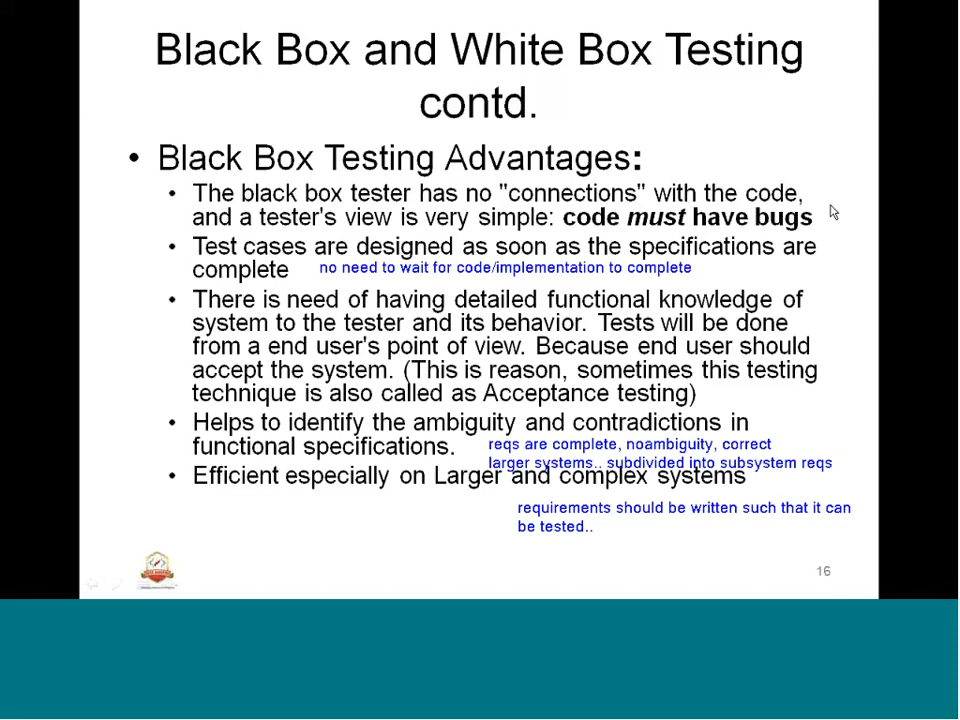 Black Box and White Box Testing
contd.
• Black Box Testing Advantages:
• The black box tester has no "connections" with the code,
and a tester's view is very simple: code must have bugs
• Test cases are designed as soon as the specifications are
complete no need to wait for code/implementation to complete
• There is need of having detailed functional knowledge of
system to the tester and its behavior. Tests will be done
from a end user's point of view. Because end user should
accept the system. (This is reason, sometimes this testing
technique is also called as Acceptance testing)
• Helps to identify the ambiguity and contradictions in
functional specifications. reqs are complete, noambiguity, correct
larger systems.. subdivided into subsystem reqs
• Efficient especially on Larger and complex systems
requirements should be written such that it can
be tested..
16